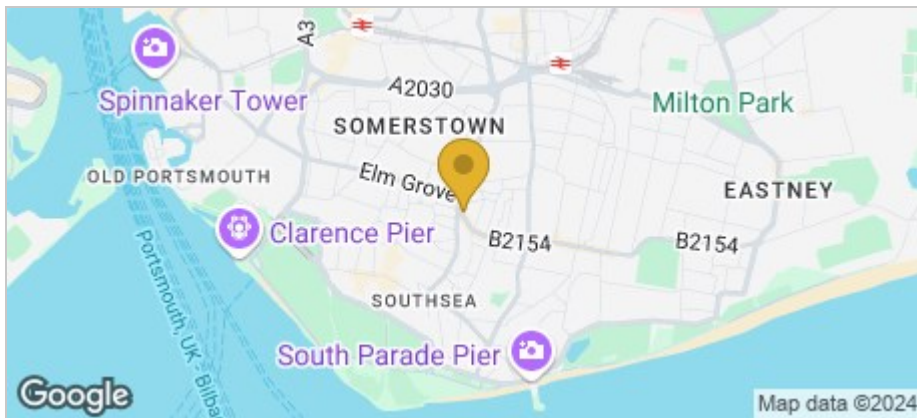 A3
A2030
Spinnaker Tower
Milton Park
SOMERSTOWN
OLD PORTSMOUTH
Elm Grove
EASTNEY
Clarence Pier
B2154
B2154
SOUTHSEA
Portsmouth, UK - Bilba
South Parade Pier
Google
Map data ©2024